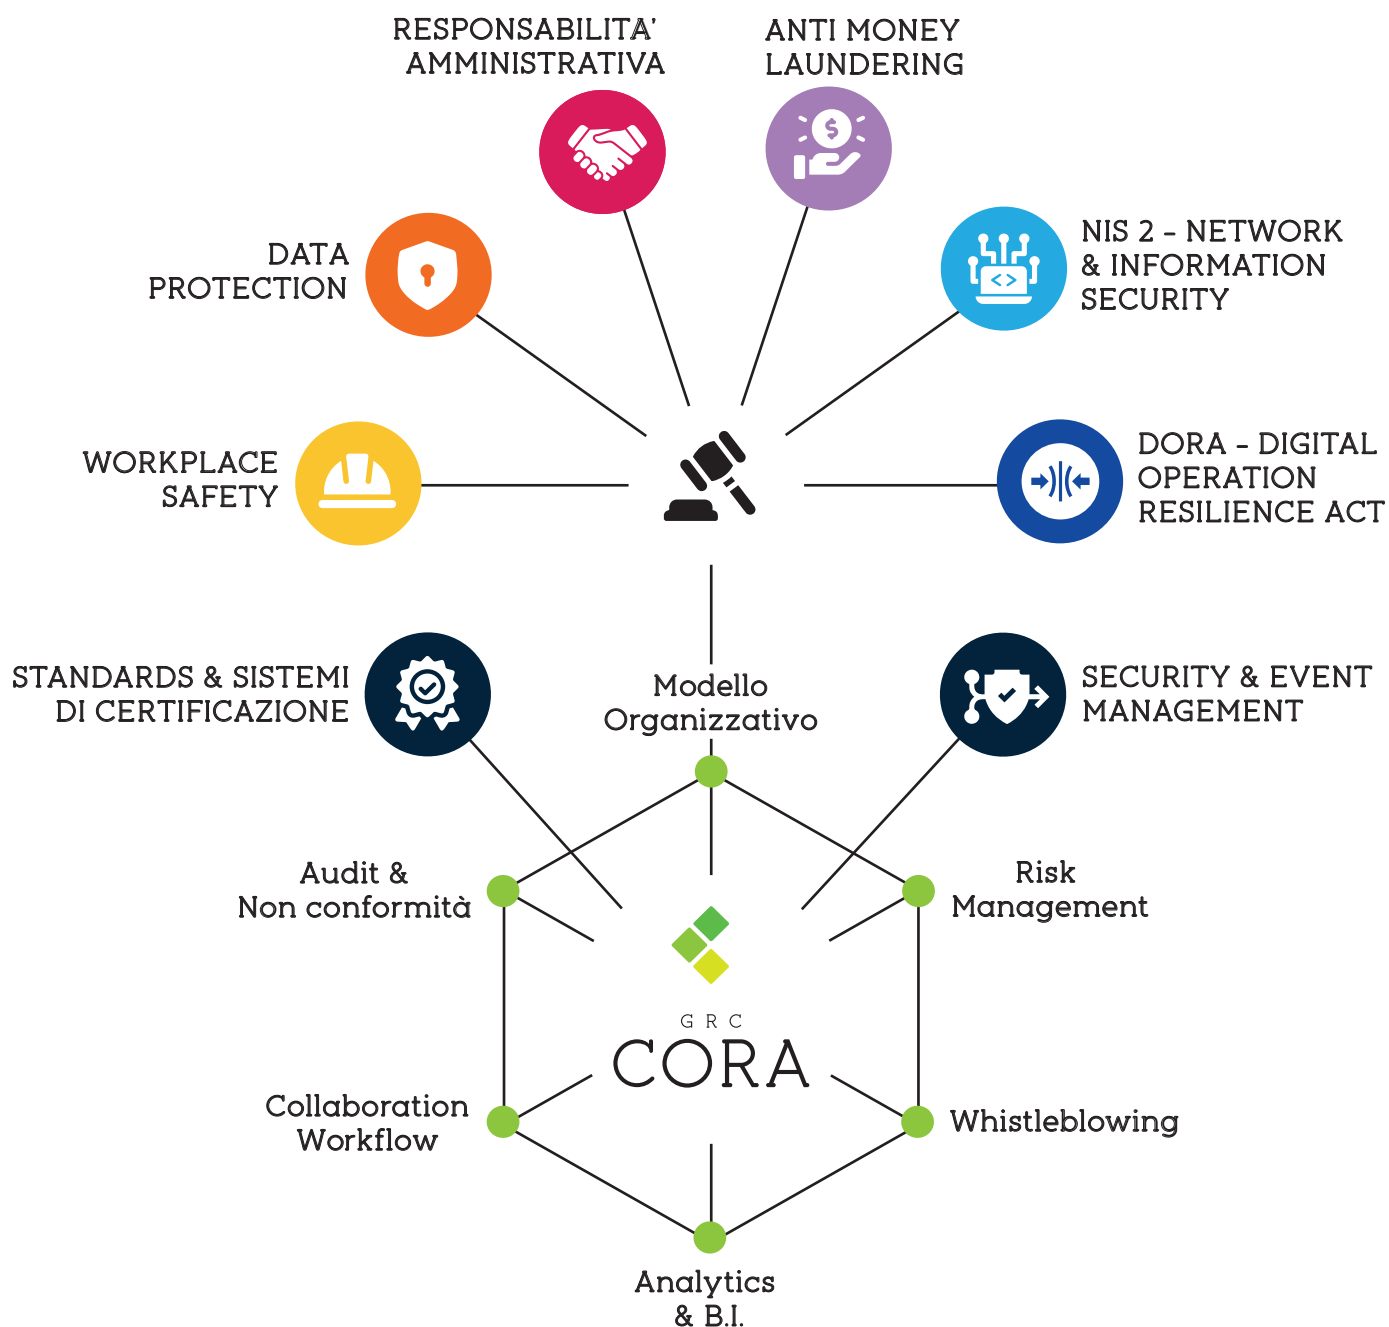 RESPONSABILITA'
AMMINISTRATIVA
ANTI MONEY
LAUNDERING
$
DATA
PROTECTION
NIS 2 - NETWORK
& INFORMATION
SECURITY
<>
WORKPLACE
SAFETY
DORA - DIGITAL
OPERATION
RESILIENCE ACT
STANDARDS & SISTEMI
DI CERTIFICAZIONE
Modello
Organizzativo
SECURITY & EVENT
MANAGEMENT
Audit &
Non conformità
Risk
Management
GRC
CORA
Collaboration
Workflow
Whistleblowing
Analytics
& B.I.